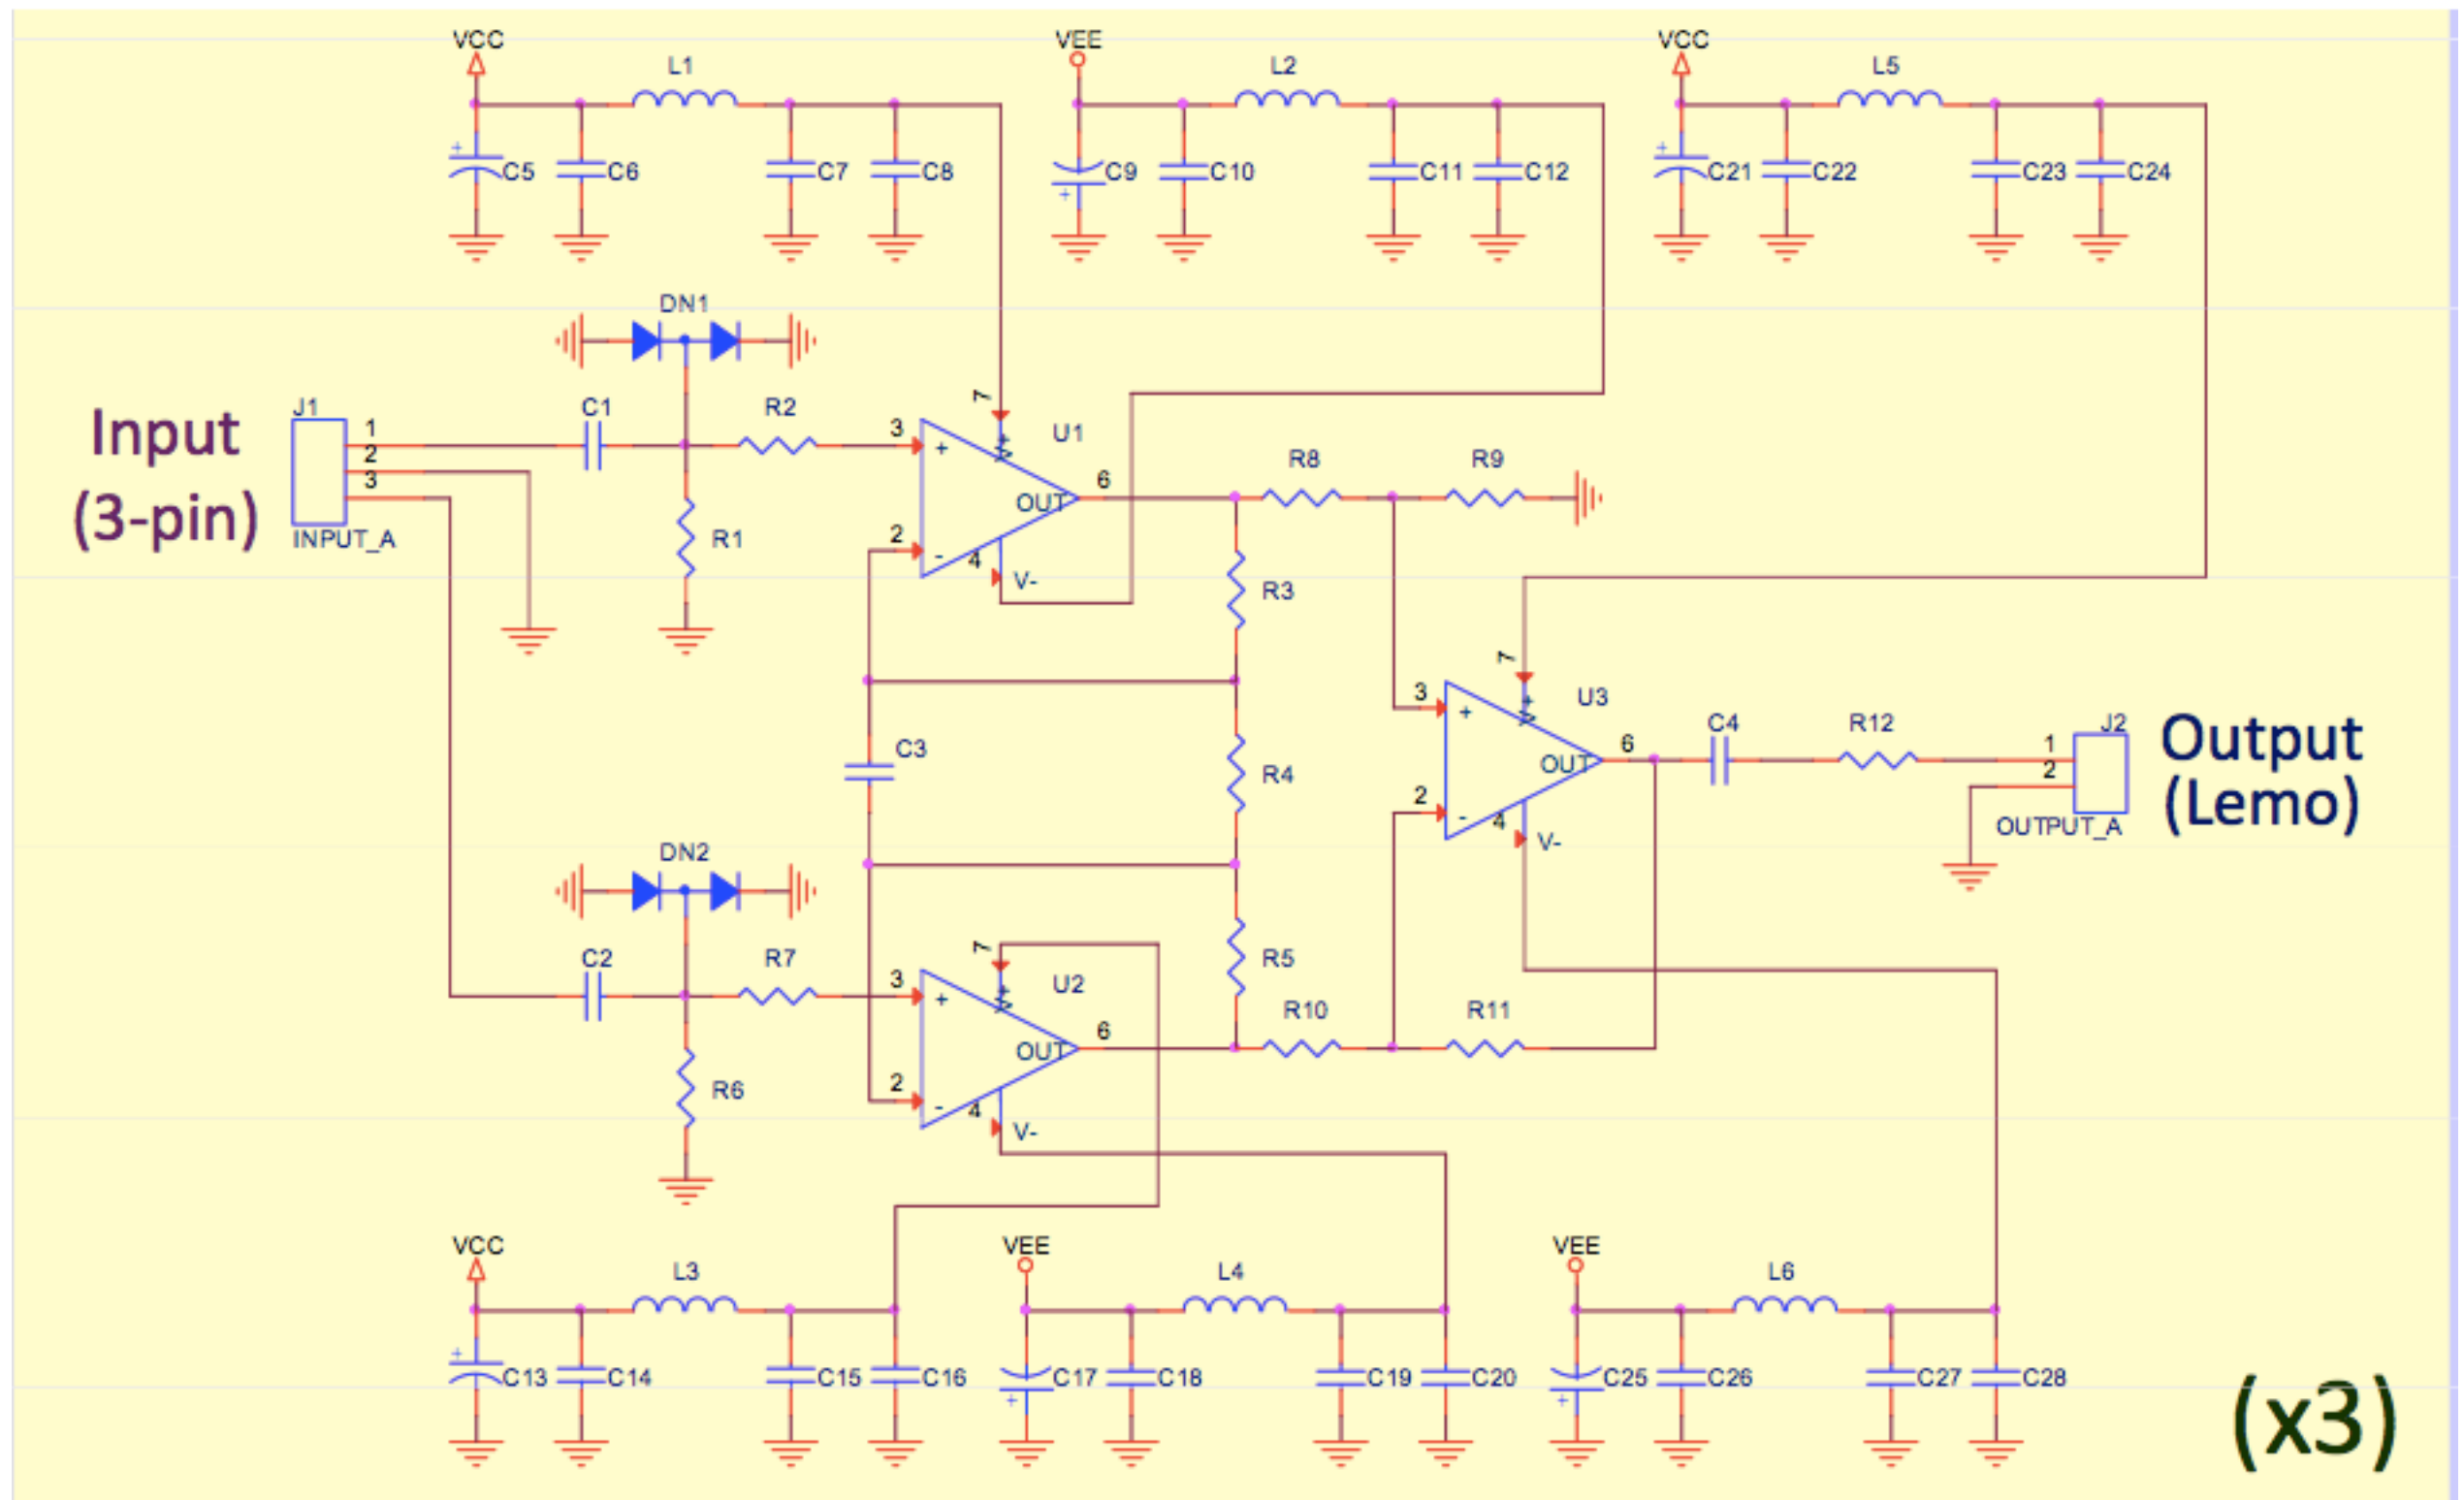 VCC
L1
C5
C6
C7
C8
VEE
L2
C9
C10
C11
C12
VCC
L5
C21
C22
C23
C24
+
+
+
DN1
Input
(3-pin)
J1
1
2
3
INPUT_A
C1
R2
R1
3
+
2
-
7
V+
U1
OUT
6
4
V-
R8
R9
R3
C3
R4
3
+
2
-
7
V+
U3
OUT
6
4
V-
C4
R12
J2
1
2
OUTPUT_A
Output
(Lemo)
DN2
C2
R7
R6
3
+
2
-
7
V+
U2
OUT
6
4
V-
R5
R10
R11
VCC
L3
+
C13
C14
C15
C16
VEE
L4
+
C17
C18
C19
C20
VEE
L6
+
C25
C26
C27
C28
(x3)